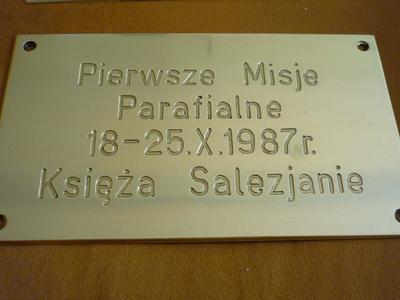 Pierwsze Misje
Parafialne
18-25.X.1987r.
Księża Salezjanie